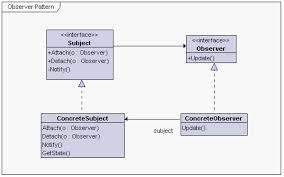 Observer Pattern
<<interface>>
Subject
+Attach(o : Observer)
+Detach(o : Observer)
-Notify()
<<interface>>
Observer
+Update()
ConcreteSubject
Attach(o : Observer)
Detach(o : Observer)
Notify()
GetState()
subject
ConcreteObserver
Update()